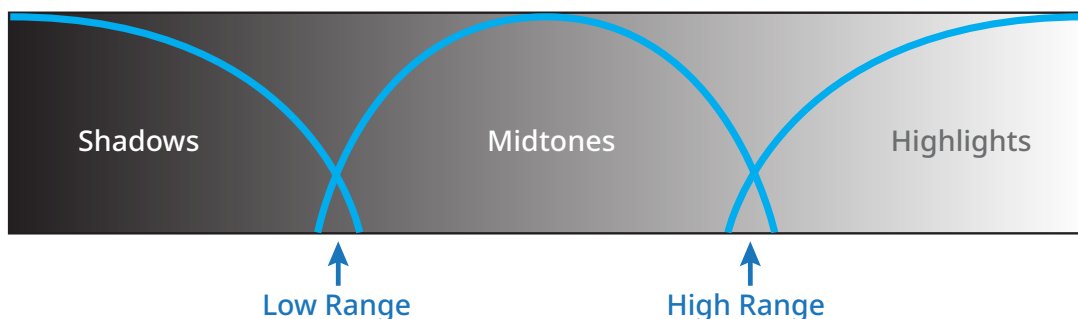 Shadows
Midtones
Highlights
Low Range
High Range